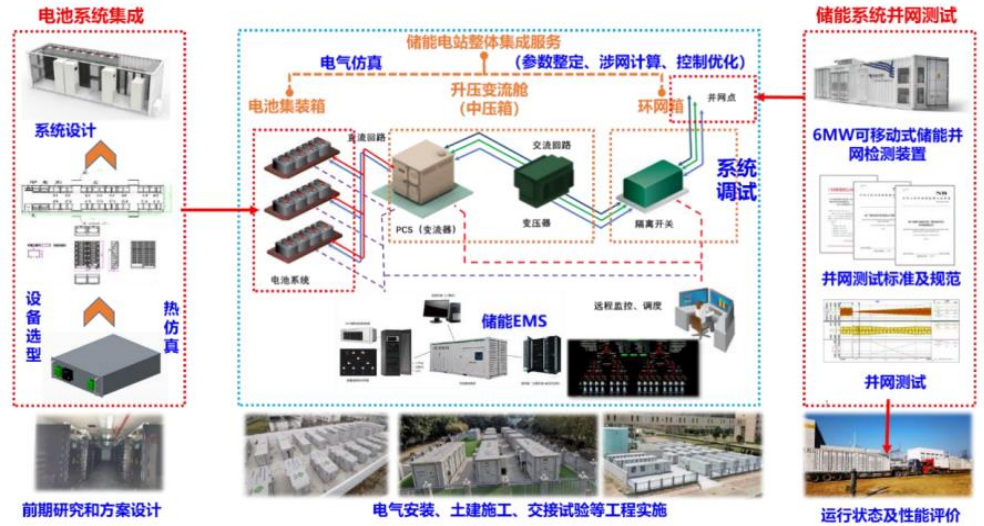 电池系统集成
储能系统并网测试
储能电站整体集成服务
电气仿真
（参数整定、涉网计算、控制优化）
电池集装箱
升压变流舱
（中压箱）
环网箱
并网点
系统设计
直流回路
交流回路
系统
调试
6MW可移动式储能并
网检测装置
PCS（变流器）
变压器
隔离开关
电池系统
并网测试标准及规范
设备选型
热仿真
储能EMS
远程监控、调度
并网测试
前期研究和方案设计
电气安装、土建施工、交接试验等工程实施
运行状态及性能评价